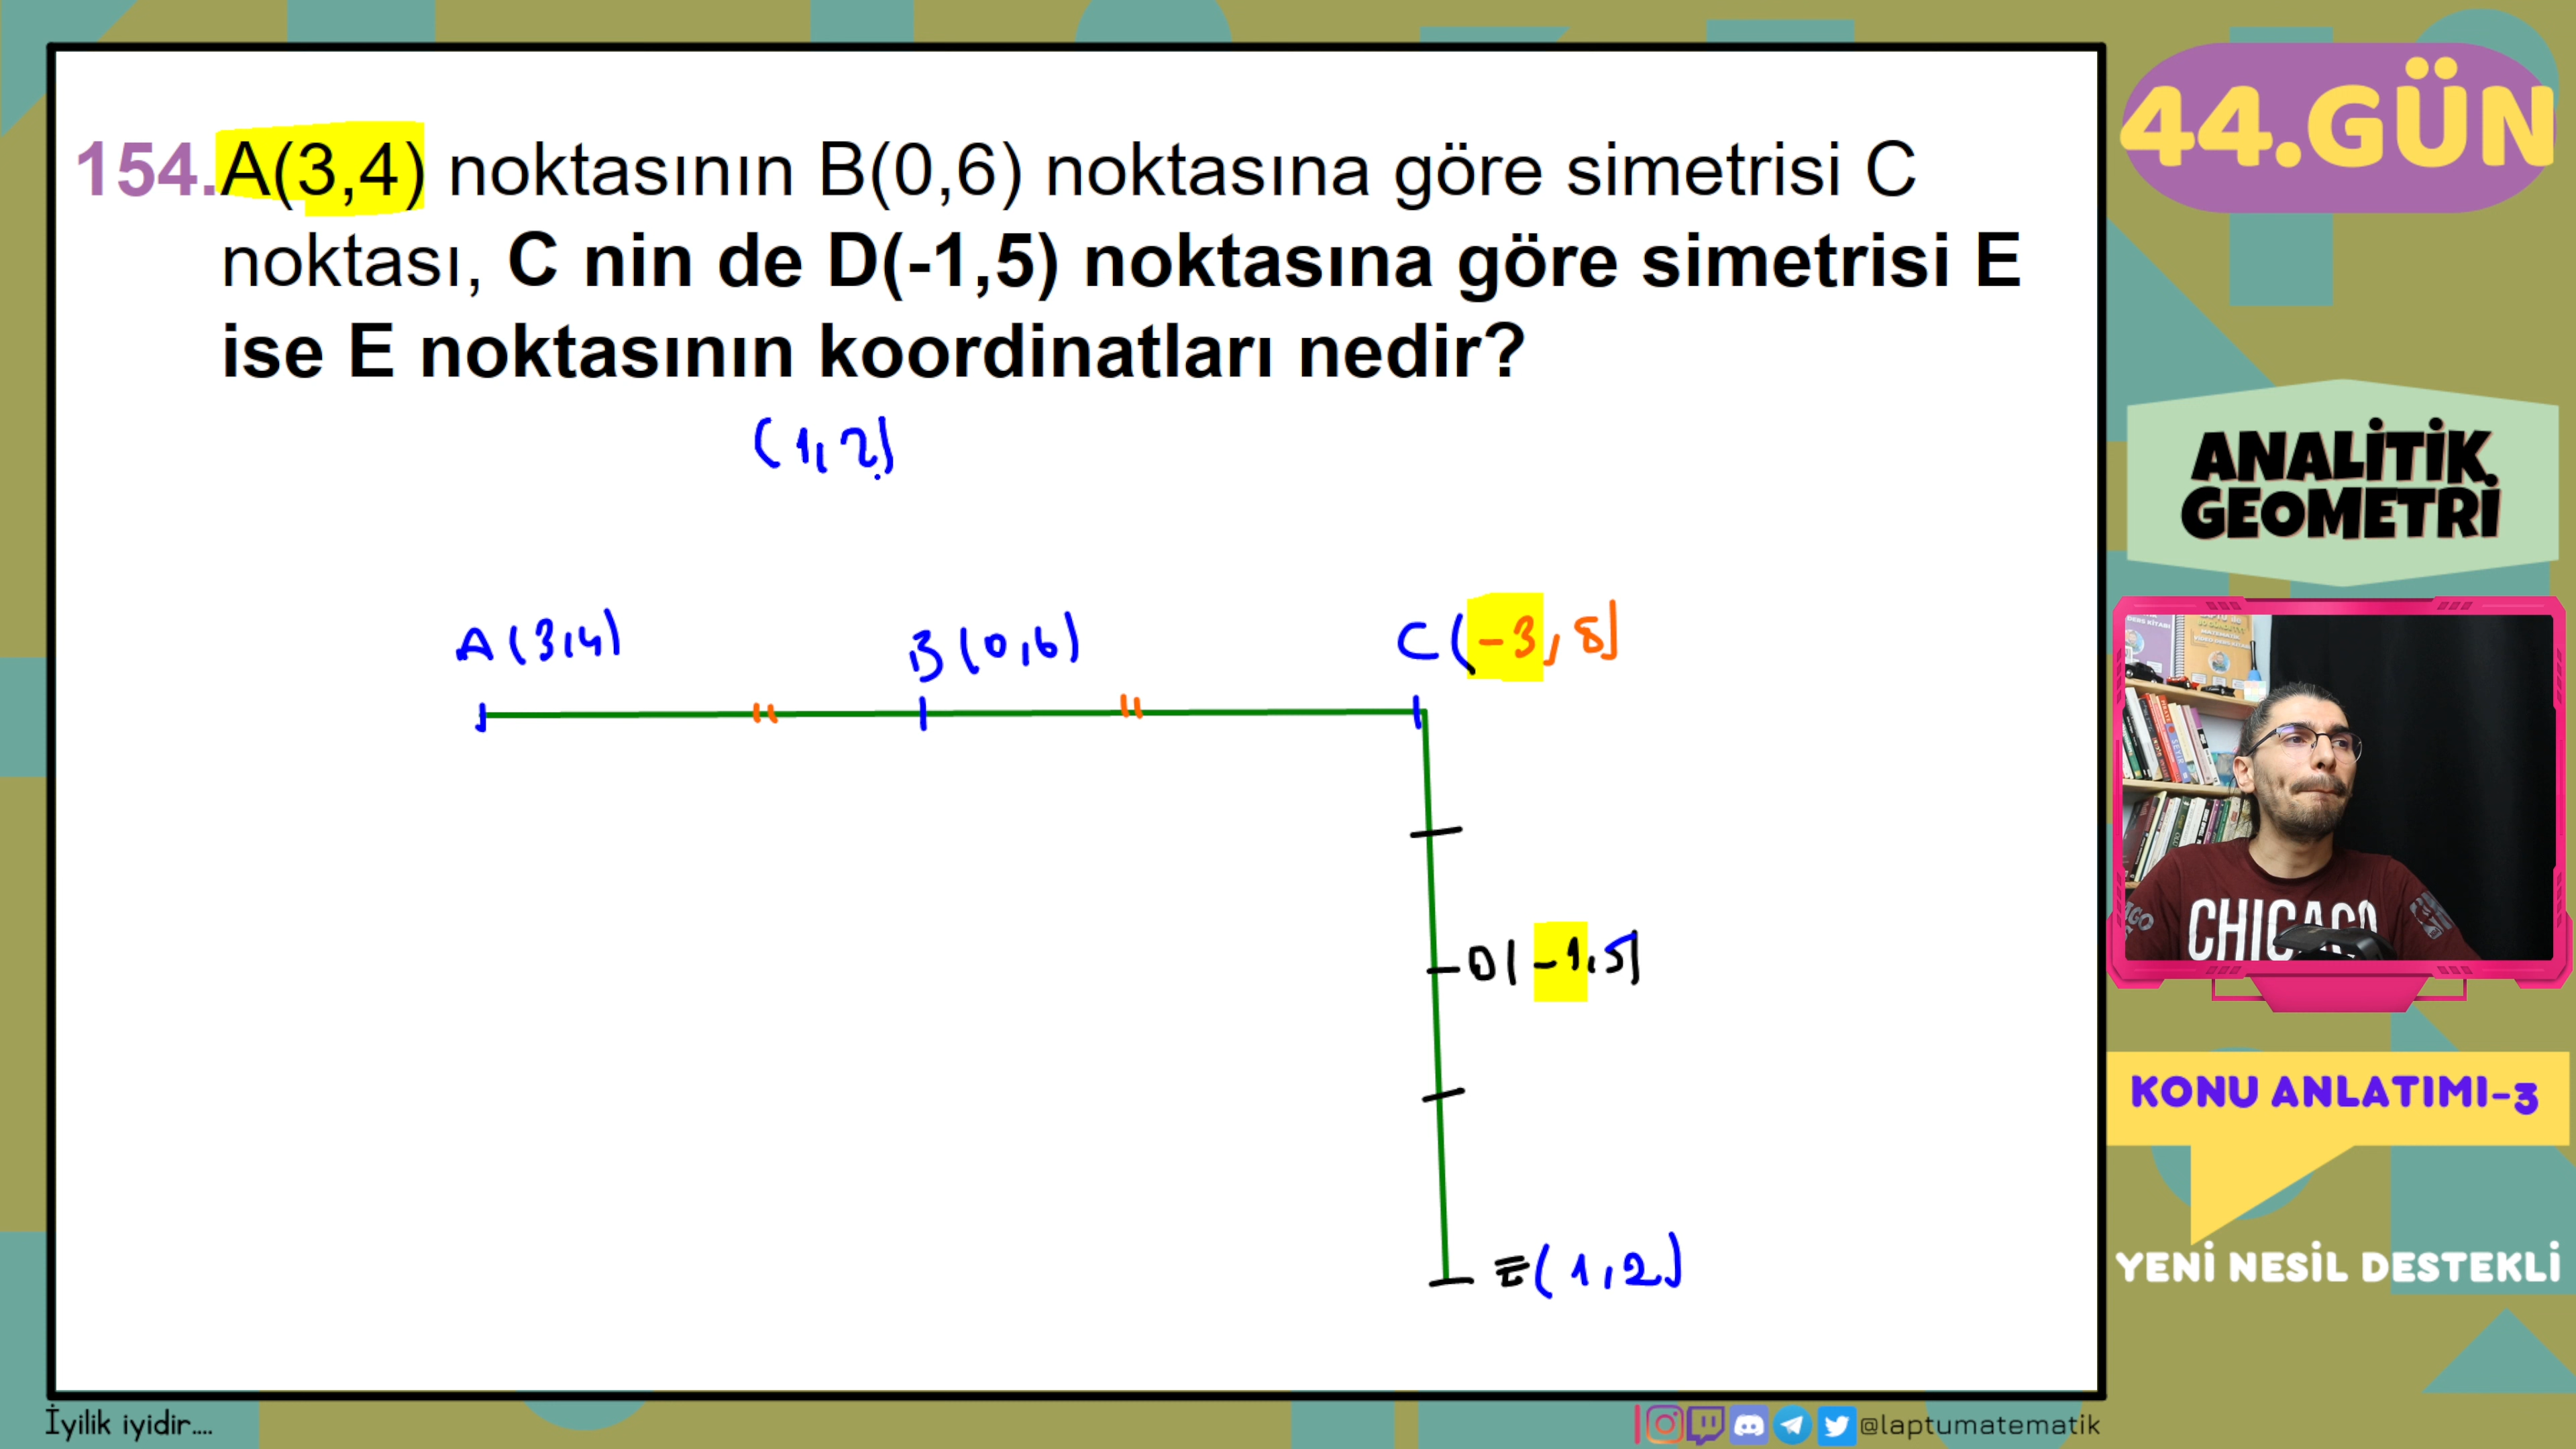 154. A(3,4) noktasının B(0,6) noktasına göre simetrisi C
noktası, C nin de D(-1,5) noktasına göre simetrisi E
ise E noktasının koordinatları nedir?
(1,2)
A(3,4)
B(0,6)
C(-3,8)
D(-1,5)
E(1,2)
44.GÜN
ANALİTİK
GEOMETRİ
CHICAGO
KONU ANLATIMI-3
YENİ NESİL DESTEKLİ
İyilik iyidir....
@laptumatematik